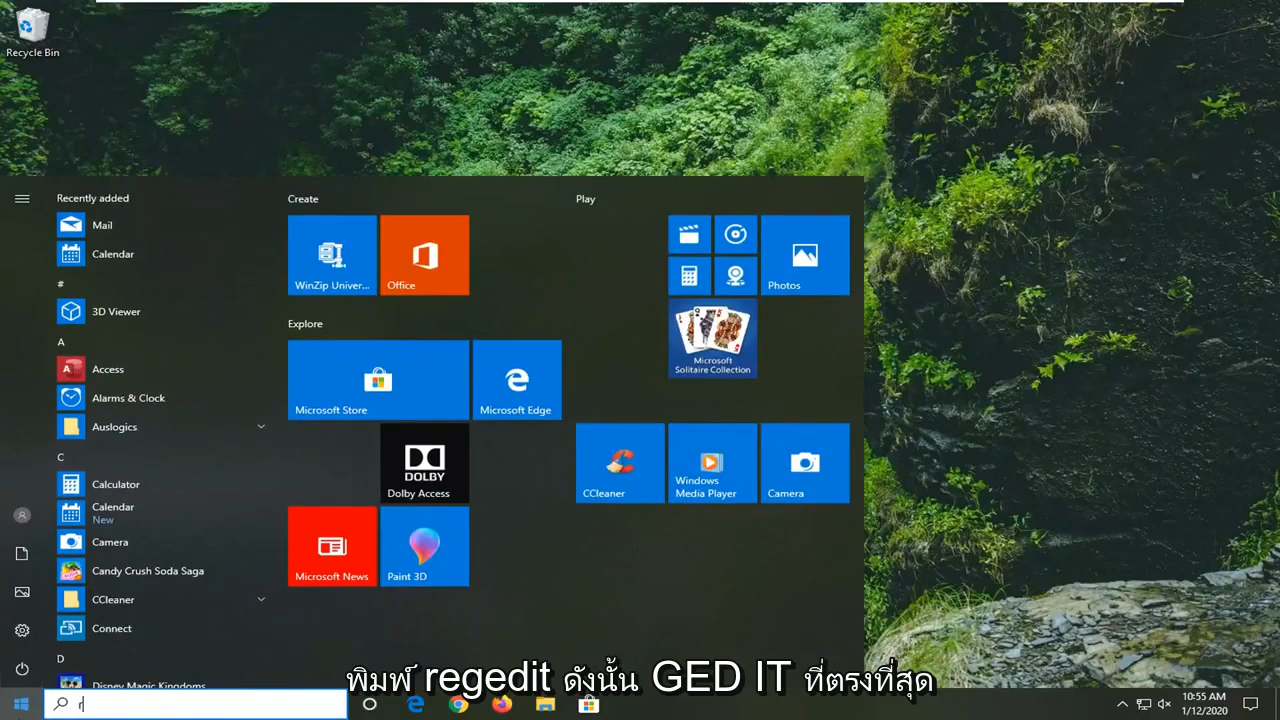 Recycle Bin
Recently added
Mail
Calendar
#
3D Viewer
A
Access
Alarms & Clock
Auslogics
C
Calculator
Calendar
New
Camera
Candy Crush Soda Saga
CCleaner
Connect
D
Disney Magic Kingdoms
Create
WinZip Univer...
Office
Explore
Microsoft Store
Microsoft Edge
DOLBY
Dolby Access
Microsoft News
Paint 3D
Play
Photos
Microsoft
Solitaire Collection
CCleaner
Windows
Media Player
Camera
พิมพ์ regedit ดังนั้น GED IT ที่ตรงที่สุด
r
10:55 AM
1/12/2020